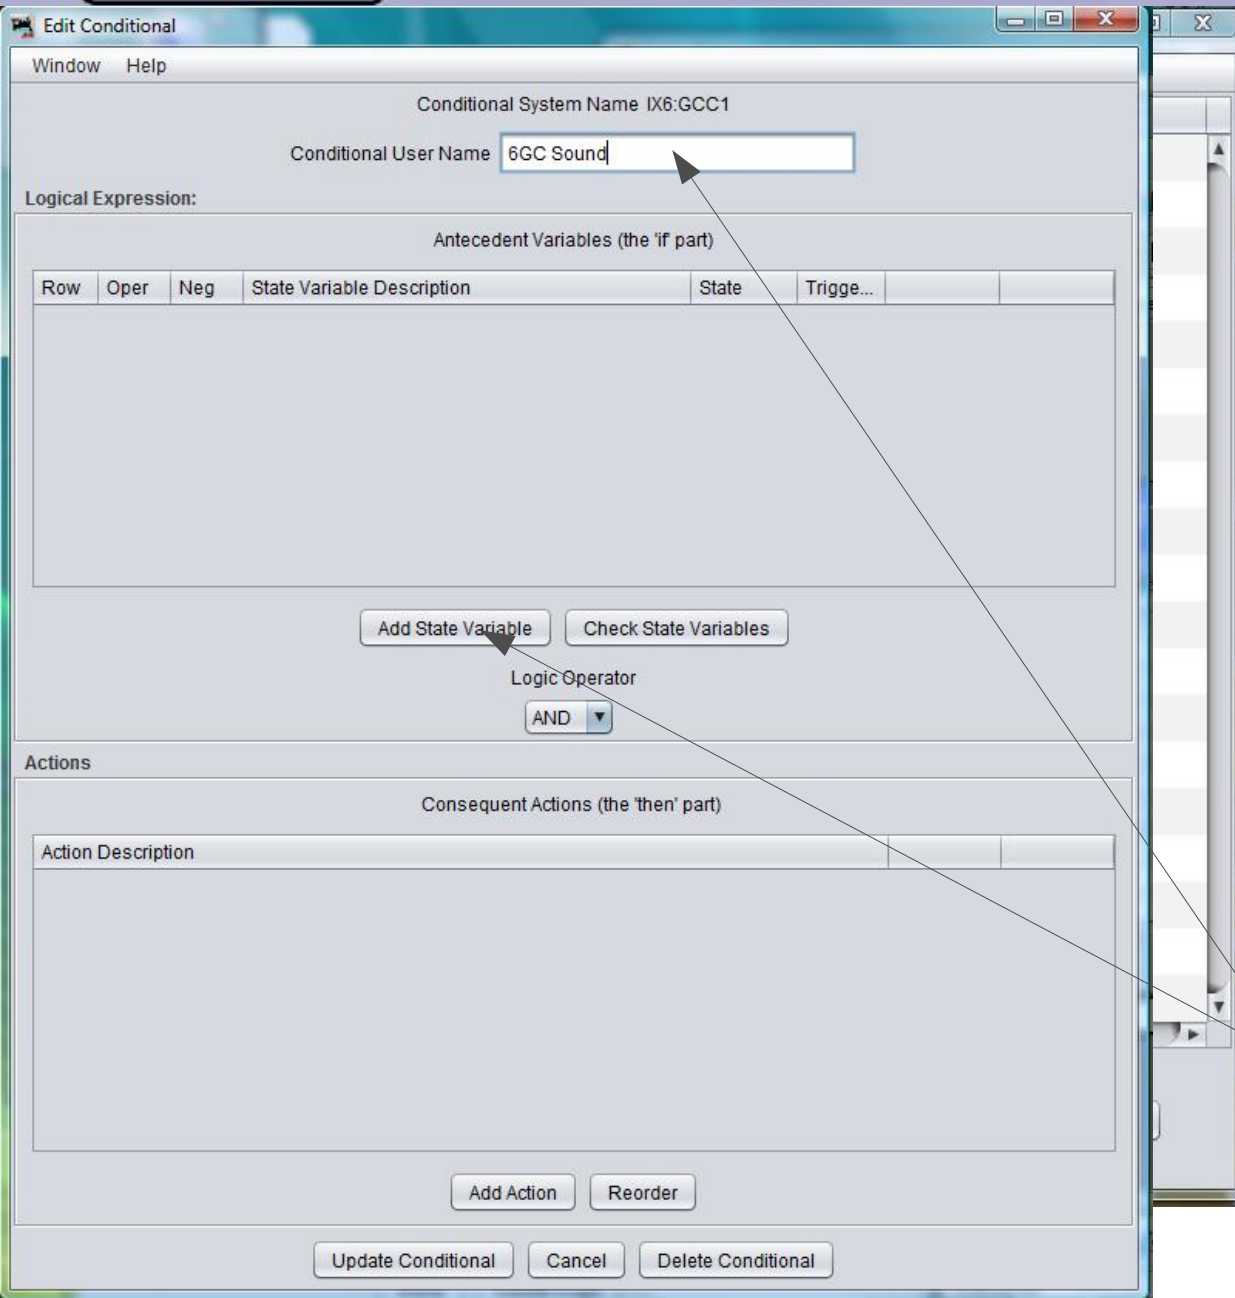 Edit Conditional
Window Help
Conditional System Name IX6:GCC1
Conditional User Name 6GC Sound
Logical Expression:
Antecedent Variables (the 'if' part)
Row Oper Neg State Variable Description State Trigge...
Add State Variable Check State Variables
Logic Operator
AND
Actions
Consequent Actions (the 'then' part)
Action Description
Add Action Reorder
Update Conditional Cancel Delete Conditional